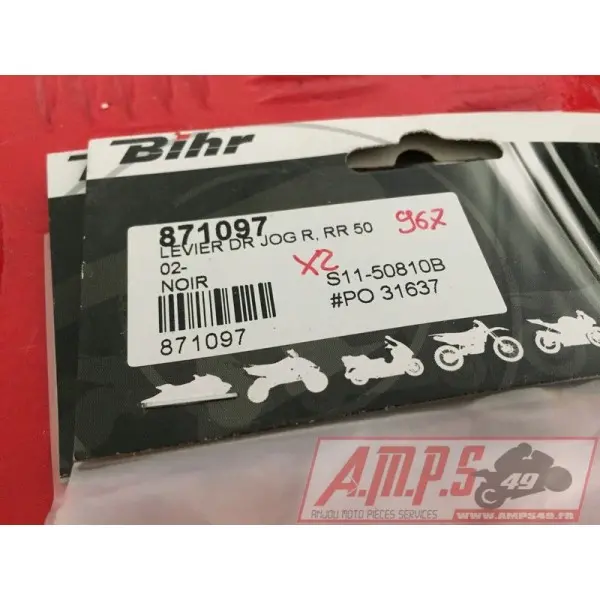 Bihr
871097
LEVIER DR JOG R, RR 50
967
02-
X2
NOIR
S11-50810B
#PO 31637
871097
A.M.P.S
49
ANJOU MOTO PIECES SERVICES
WWW.AMPS49.FR